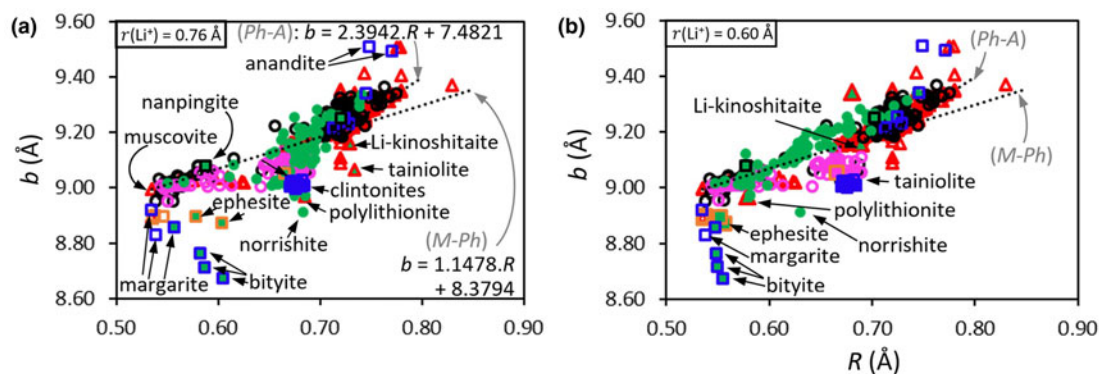 (a)
r(Li⁺) = 0.76 Å
(Ph-A): b = 2.3942.R + 7.4821
anandite
nanpingite
muscovite
Li-kinoshitaite
tainiolite
clintonites
ephesite
polylithionite
norrishite
(M-Ph)
b = 1.1478.R
+ 8.3794
margarite
bityite
b (Å)
9.60
9.40
9.20
9.00
8.80
8.60
0.50 0.60 0.70 0.80 0.90
(b)
r(Li⁺) = 0.60 Å
(Ph-A)
Li-kinoshitaite
(M-Ph)
tainiolite
polylithionite
ephesite
norrishite
margarite
bityite
b (Å)
9.60
9.40
9.20
9.00
8.80
8.60
0.50 0.60 0.70 0.80 0.90
R (Å)